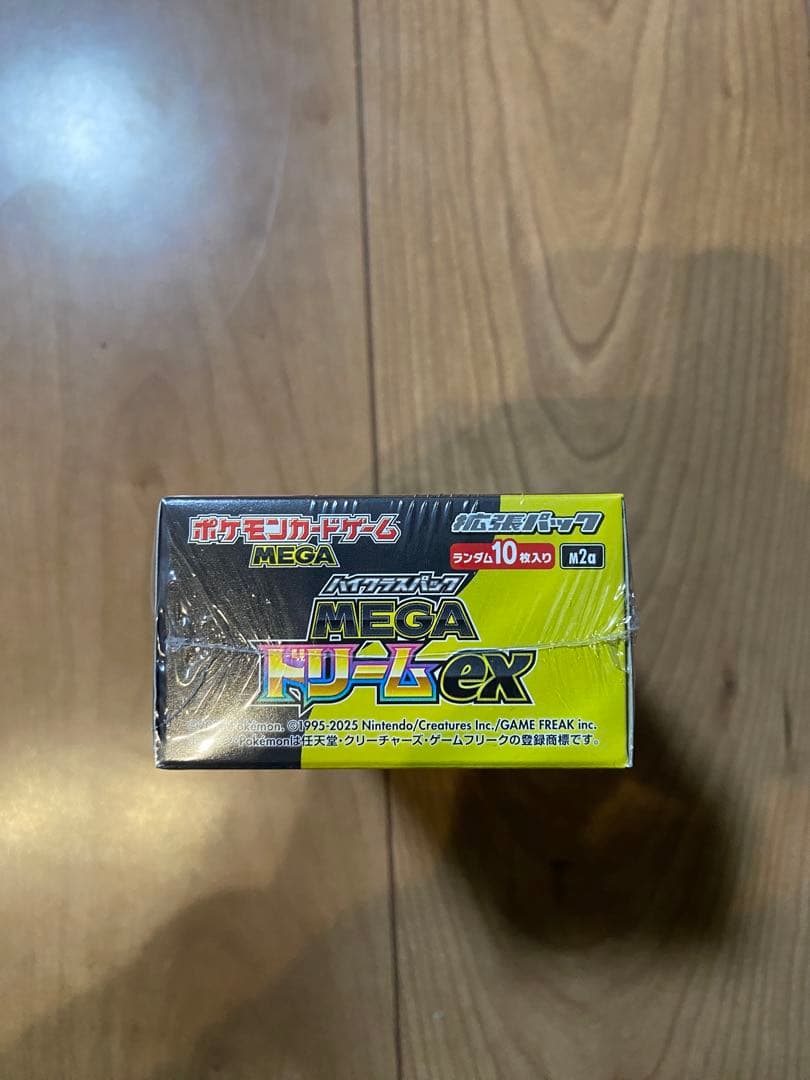 ポケモンカードゲーム
MEGA
拡張パック
ランダム10枚入り M2a
ハイクラスパック
MEGA
ドリームex
Pokémon. ©1995-2025 Nintendo/Creatures Inc./GAME FREAK inc.
Pokémonは任天堂・クリーチャーズ・ゲームフリークの登録商標です。